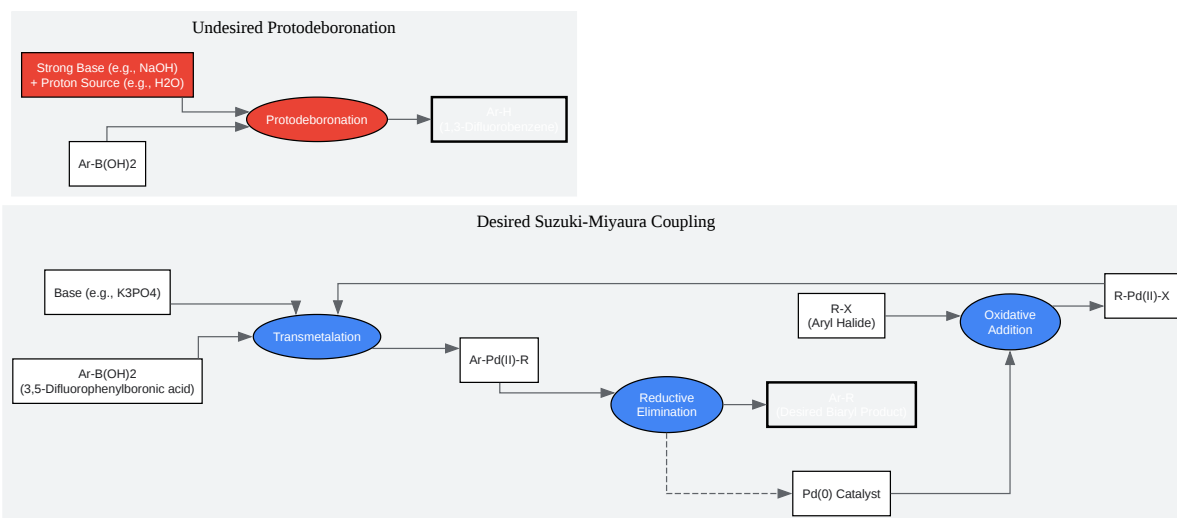 Undesired Protodeboronation
Strong Base (e.g., NaOH)
+ Proton Source (e.g., H2O)
Protodeboronation
Ar-H
(1,3-Difluorobenzene)
Ar-B(OH)2
Desired Suzuki-Miyaura Coupling
Base (e.g., K3PO4)
R-Pd(II)-X
R-X
(Aryl Halide)
Oxidative
Addition
Transmetalation
Ar-B(OH)2
(3,5-Difluorophenylboronic acid)
Ar-Pd(II)-R
Reductive
Elimination
Ar-R
(Desired Biaryl Product)
Pd(0) Catalyst